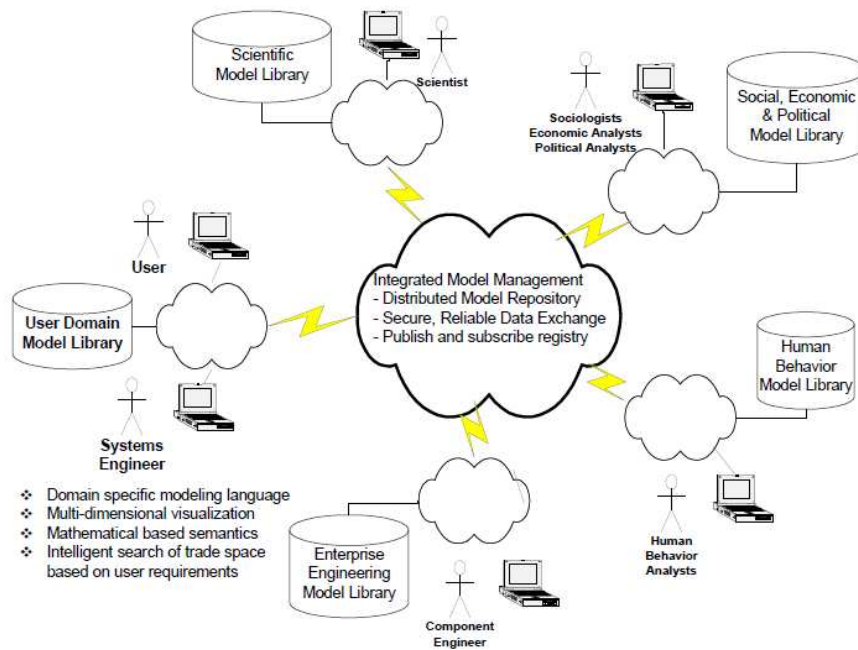 Scientific
Model Library
Scientist
Sociologists
Economic Analysts
Political Analysts
Social, Economic
& Political
Model Library
User
User Domain
Model Library
Integrated Model Management
- Distributed Model Repository
- Secure, Reliable Data Exchange
- Publish and subscribe registry
Human
Behavior
Model Library
Systems
Engineer
❖ Domain specific modeling language
❖ Multi-dimensional visualization
❖ Mathematical based semantics
❖ Intelligent search of trade space
based on user requirements
Enterprise
Engineering
Model Library
Component
Engineer
Human
Behavior
Analysts